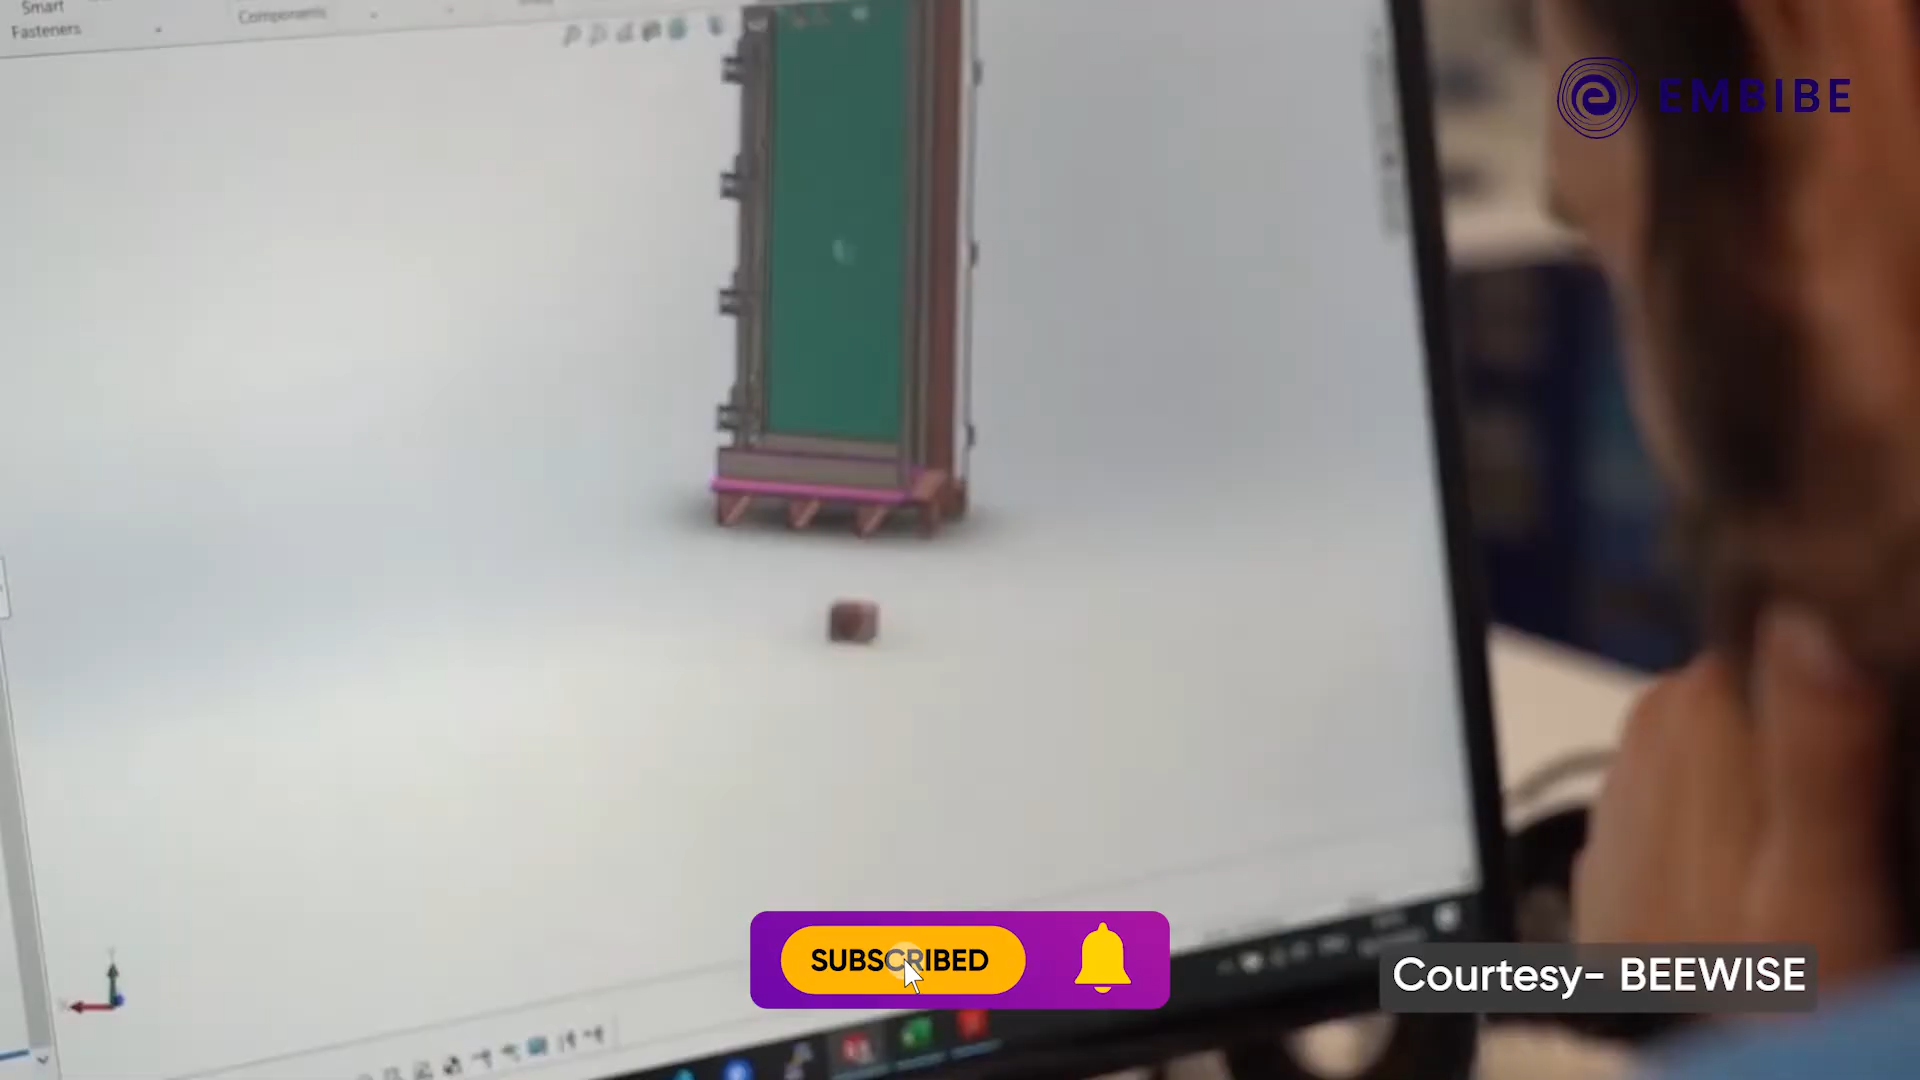 Smart
Fasteners
Components
EMBIBE
SUBSCRIBED
Courtesy- BEEWISE